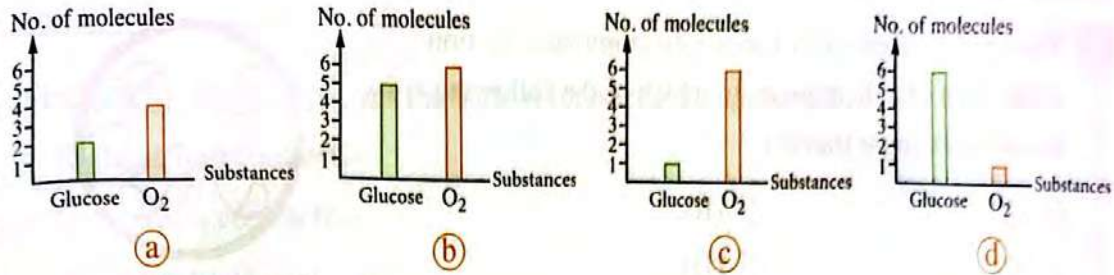 No. of molecules
6
5
4
3
2
1
Glucose O₂ Substances
a
No. of molecules
6
5
4
3
2
1
Glucose O₂ Substances
b
No. of molecules
6
5
4
3
2
1
Glucose O₂ Substances
c
No. of molecules
6
5
4
3
2
1
Glucose O₂ Substances
d